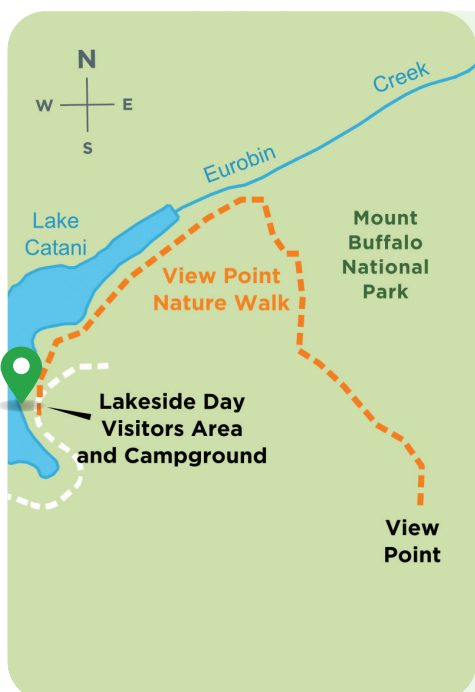 N
W E
S
Creek
Eurobin
Lake
Catani
Mount
Buffalo
National
Park
View Point
Nature Walk
Lakeside Day
Visitors Area
and Campground
View
Point